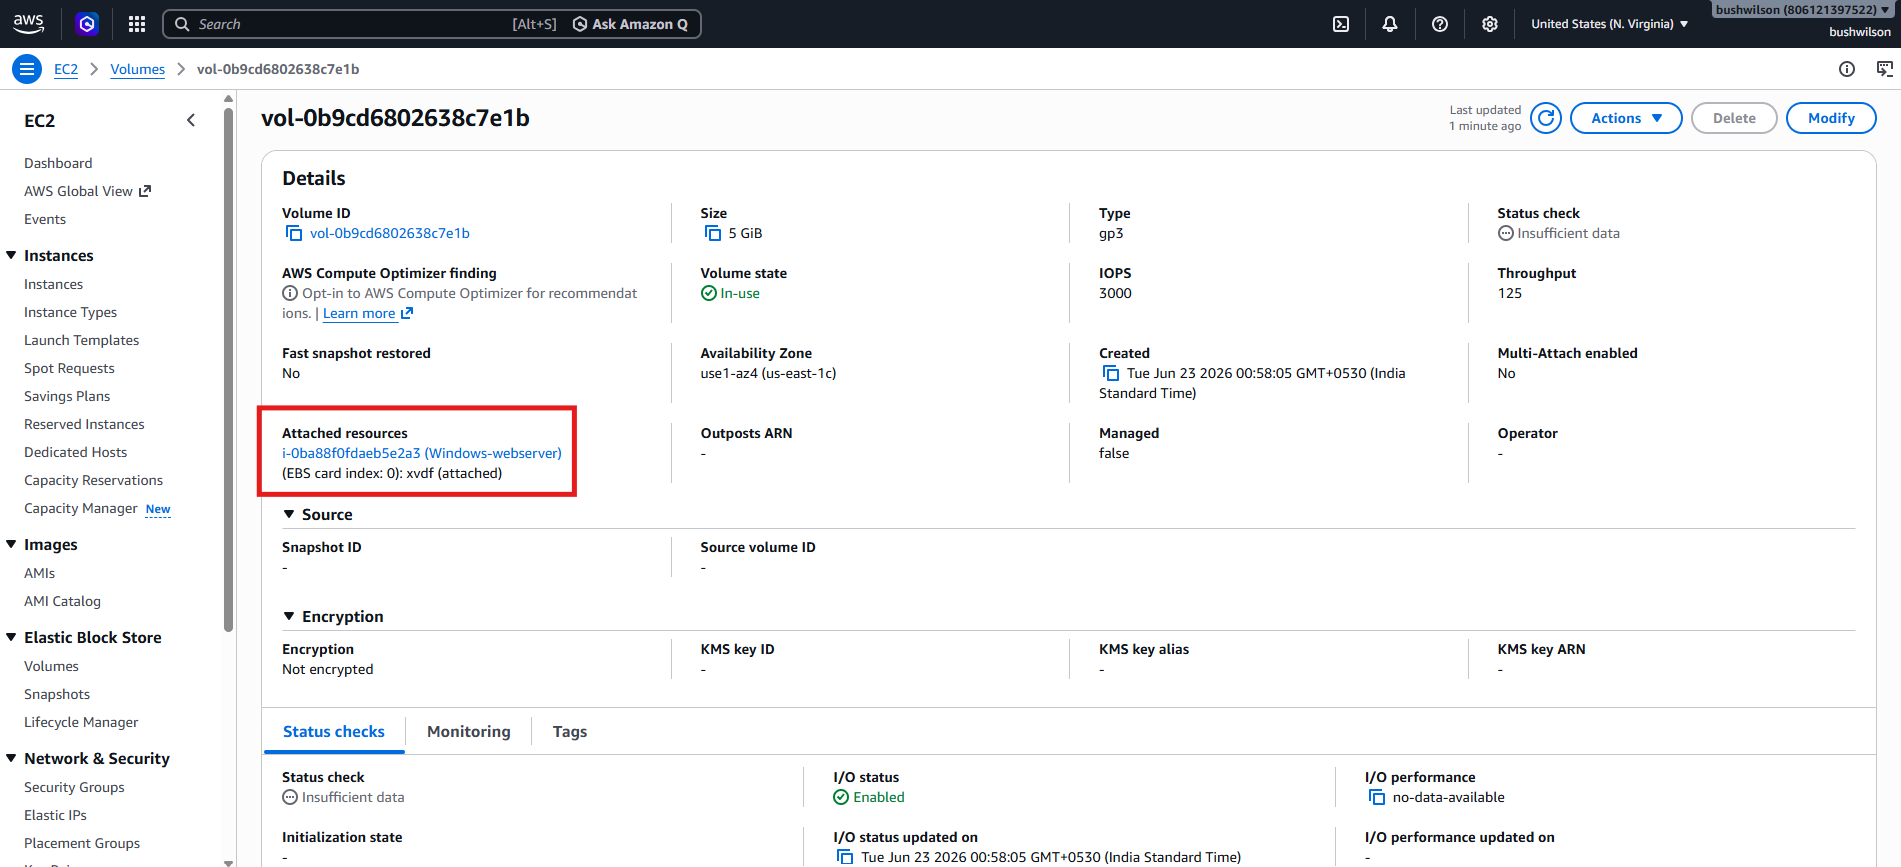 aws
Search [Alt+S] Ask Amazon Q
United States (N. Virginia)
bushwilson (806121397522)
bushwilson
EC2 Volumes vol-0b9cd6802638c7e1b
EC2
Dashboard
AWS Global View
Events
Instances
Instances
Instance Types
Launch Templates
Spot Requests
Savings Plans
Reserved Instances
Dedicated Hosts
Capacity Reservations
Capacity Manager New
Images
AMIs
AMI Catalog
Elastic Block Store
Volumes
Snapshots
Lifecycle Manager
Network & Security
Security Groups
Elastic IPs
Placement Groups
vol-0b9cd6802638c7e1b
Last updated
1 minute ago
Actions
Delete
Modify
Details
Volume ID
vol-0b9cd6802638c7e1b
Size
5 GiB
Type
gp3
Status check
Insufficient data
AWS Compute Optimizer finding
Opt-in to AWS Compute Optimizer for recommendat
ions. | Learn more
Volume state
In-use
IOPS
3000
Throughput
125
Fast snapshot restored
No
Availability Zone
use1-az4 (us-east-1c)
Created
Tue Jun 23 2026 00:58:05 GMT+0530 (India
Standard Time)
Multi-Attach enabled
No
Attached resources
i-0ba88f0fdaeb5e2a3 (Windows-webserver)
(EBS card index: 0): xvdf (attached)
Outposts ARN
-
Managed
false
Operator
-
Source
Snapshot ID
-
Source volume ID
-
Encryption
Encryption
Not encrypted
KMS key ID
-
KMS key alias
-
KMS key ARN
-
Status checks
Monitoring
Tags
Status check
Insufficient data
I/O status
Enabled
I/O performance
no-data-available
Initialization state
-
I/O status updated on
Tue Jun 23 2026 00:58:05 GMT+0530 (India Standard Time)
I/O performance updated on
-